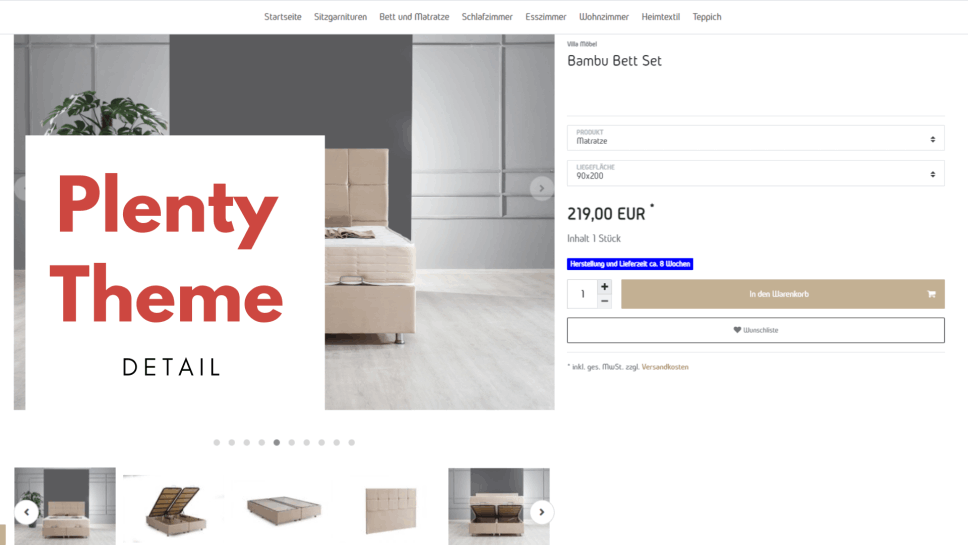 Startseite Sitzgarnituren Bett und Matratze Schlafzimmer Esszimmer Wohnzimmer Heimtextil Teppich
Villa Möbel
Bambu Bett Set
PRODUKT
Matratze
LIEGEFLÄCHE
90x200
219,00 EUR *
Inhalt 1 Stück
Herstellung und Lieferzeit ca. 8 Wochen
1
In den Warenkorb
Wunschliste
* inkl. ges. MwSt. zzgl. Versandkosten
Plenty
Theme
DETAIL